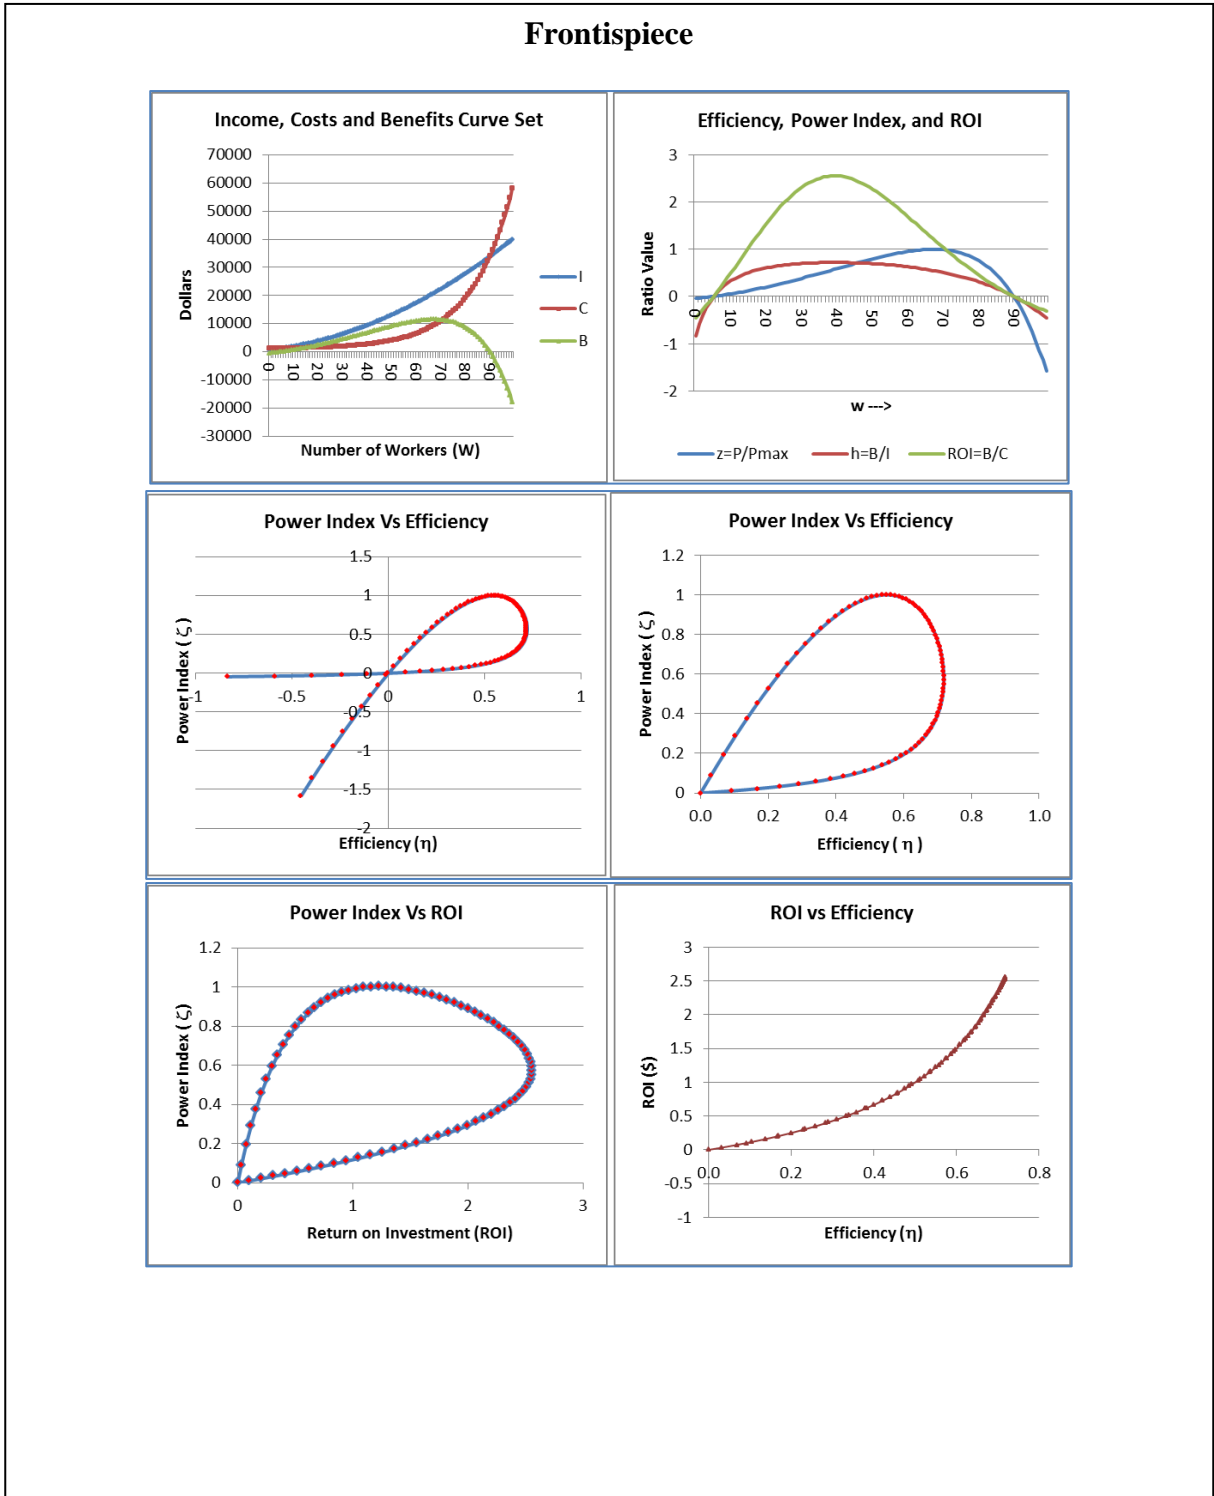 Frontispiece
Income, Costs and Benefits Curve Set
70000
60000
50000
40000
30000
20000
10000
0
-10000
-20000
-30000
Dollars
0 10 20 30 40 50 60 70 80 90
Number of Workers (W)
I
C
B
Efficiency, Power Index, and ROI
3
2
1
0
-1
-2
Ratio Value
0 10 20 30 40 50 60 70 80 90
w --->
z=P/Pmax h=B/I ROI=B/C
Power Index Vs Efficiency
1.5
1
0.5
0
-0.5
-1
-1.5
-2
Power Index ( ζ )
-1 -0.5 0 0.5 1
Efficiency (η)
Power Index Vs Efficiency
1.2
1
0.8
0.6
0.4
0.2
0
Power Index ( ζ )
0.0 0.2 0.4 0.6 0.8 1.0
Efficiency ( η )
Power Index Vs ROI
1.2
1
0.8
0.6
0.4
0.2
0
Power Index ( ζ )
0 1 2 3
Return on Investment (ROI)
ROI vs Efficiency
3
2.5
2
1.5
1
0.5
0
-0.5
-1
ROI ($)
0.0 0.2 0.4 0.6 0.8
Efficiency (η)